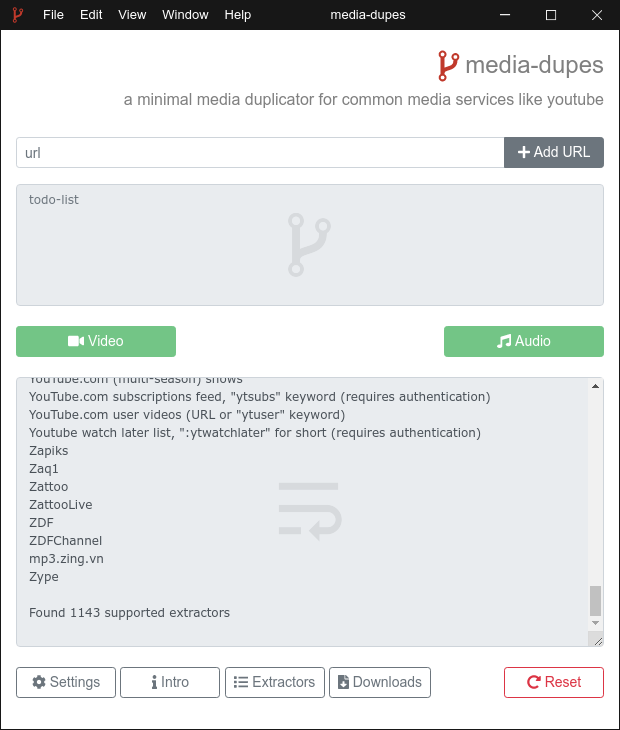 File Edit View Window Help media-dupes
media-dupes
a minimal media duplicator for common media services like youtube
url
Add URL
todo-list
Video
Audio
YouTube.com (multi-season) shows
YouTube.com subscriptions feed, "ytsubs" keyword (requires authentication)
YouTube.com user videos (URL or "ytuser" keyword)
Youtube watch later list, ":ytwatchlater" for short (requires authentication)
Zapiks
Zaq1
Zattoo
ZattooLive
ZDF
ZDFChannel
mp3.zing.vn
Zype
Found 1143 supported extractors
Settings Intro Extractors Downloads Reset